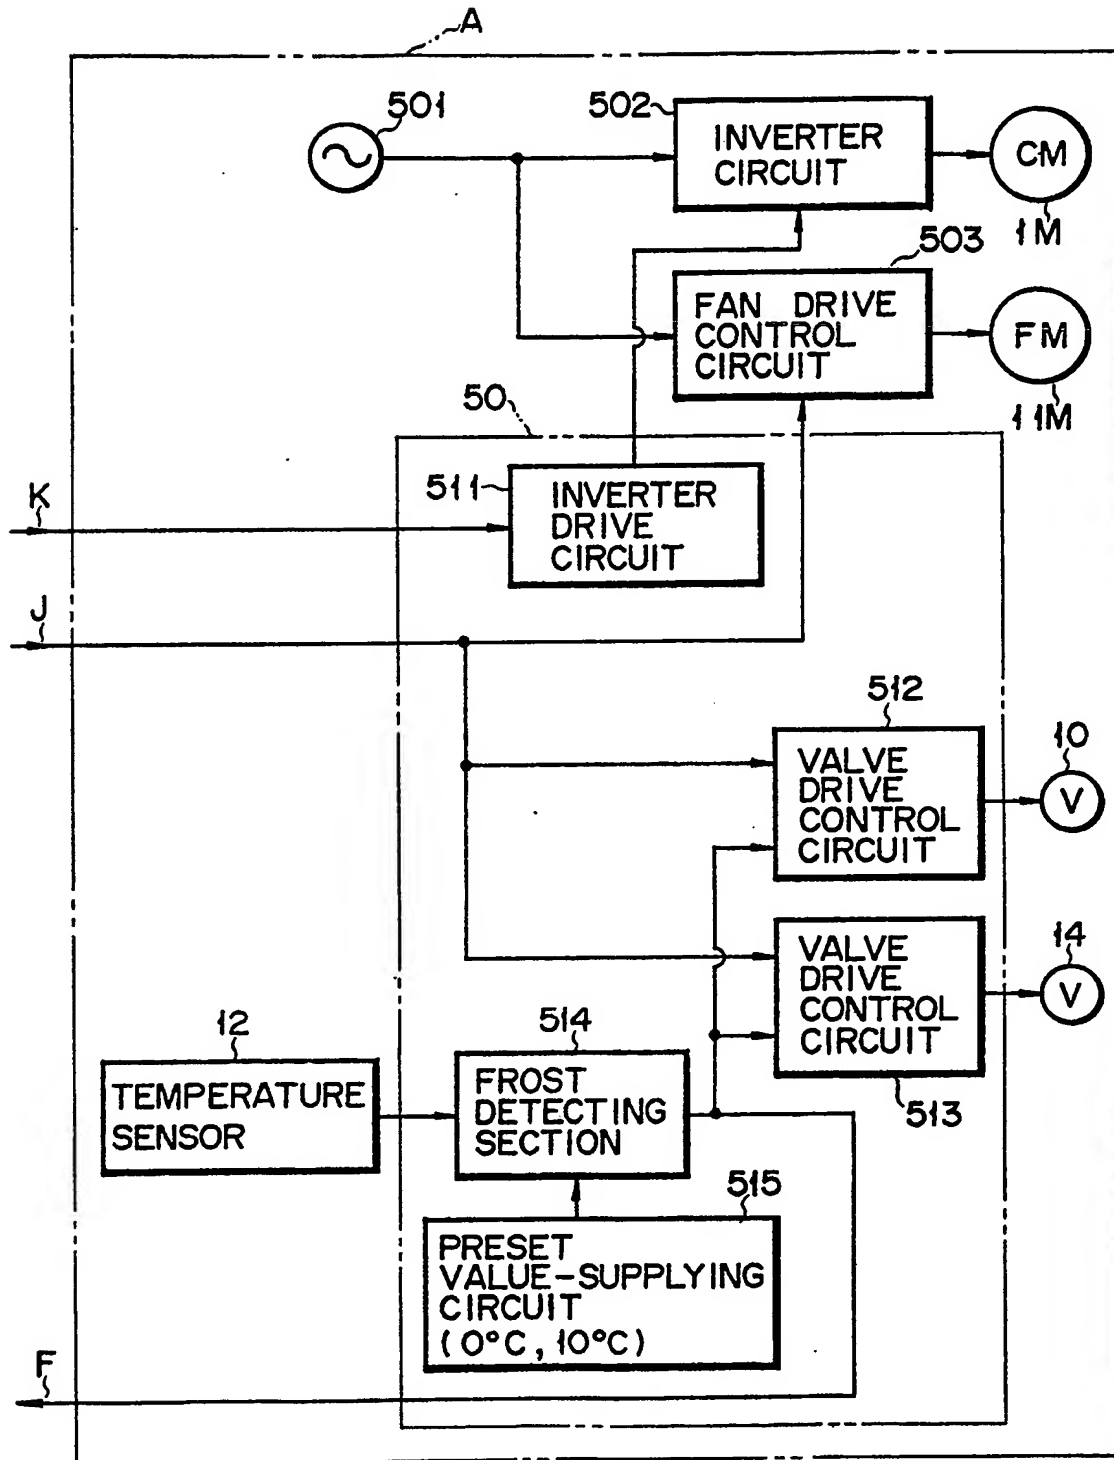 A
501
502
INVERTER
CIRCUIT
CM
1M
503
FAN DRIVE
CONTROL
CIRCUIT
FM
11M
50
511
INVERTER
DRIVE
CIRCUIT
K
J
512
VALVE
DRIVE
CONTROL
CIRCUIT
10
V
VALVE
DRIVE
CONTROL
CIRCUIT
14
V
513
12
TEMPERATURE
SENSOR
514
FROST
DETECTING
SECTION
515
PRESET
VALUE-SUPPLYING
CIRCUIT
(0°C, 10°C)
F